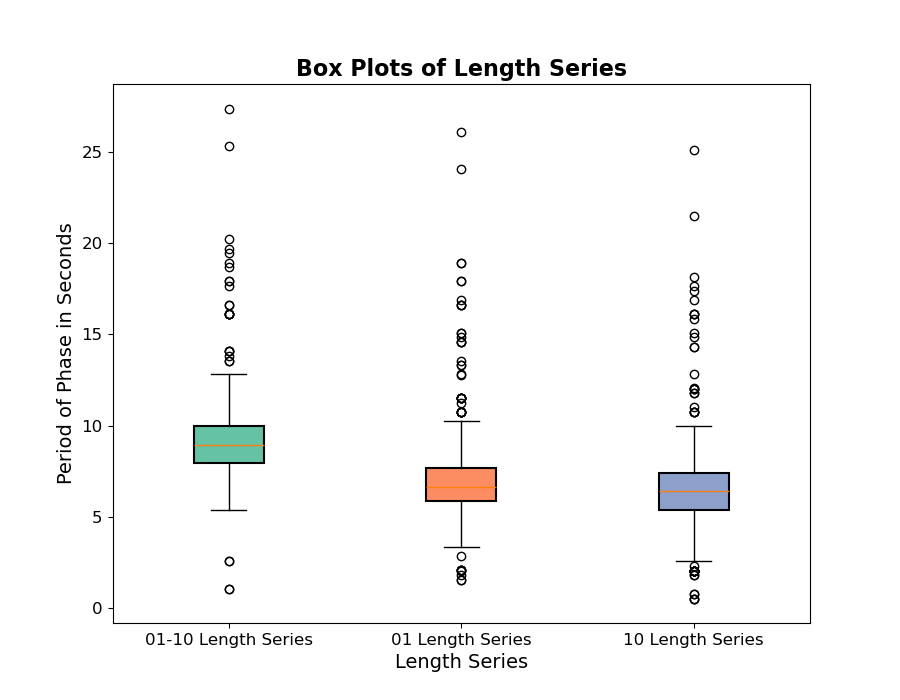 Box Plots of Length Series
Period of Phase in Seconds
25
20
15
10
5
0
01-10 Length Series
01 Length Series
10 Length Series
Length Series